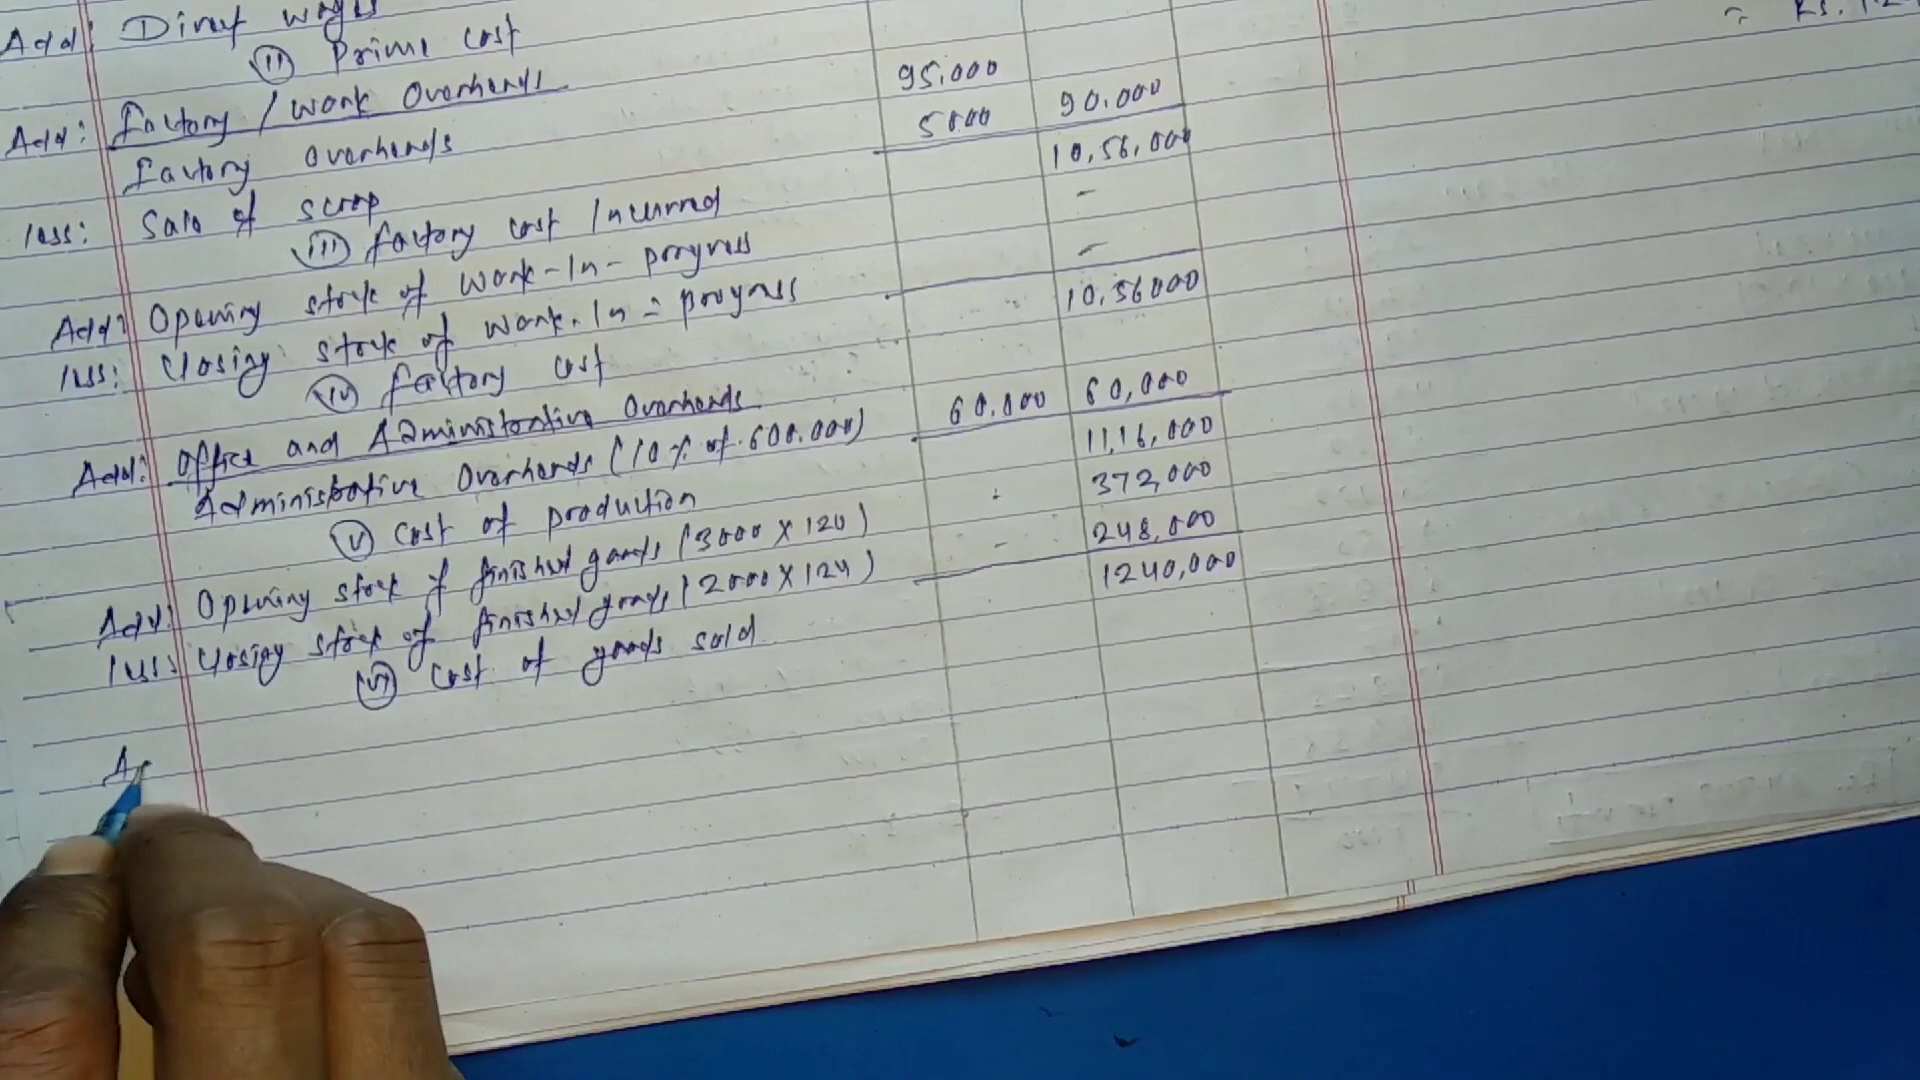 Add: Direct wages
(II) Prime cost
Add: Factory / Work Overheads
Factory Overheads 95,000
less: Sale of scrap 5000 90,000
(III) Factory cost Incurred 10,56,000
Add: Opening stock of Work-In-progress -
less: Closing stock of work-In-progress -
(IV) Factory cost 10,56000
Add: Office and Administrative Overheads
Administrative Overheads (10% of 600,000) 60,000 60,000
(V) Cost of production 11,16,000
Add: Opening stock of finished goods (3000 X 124) 372,000
less: Closing stock of finished goods (2000 X 124) 248,000
(VI) Cost of goods sold 1240,000
= Rs.